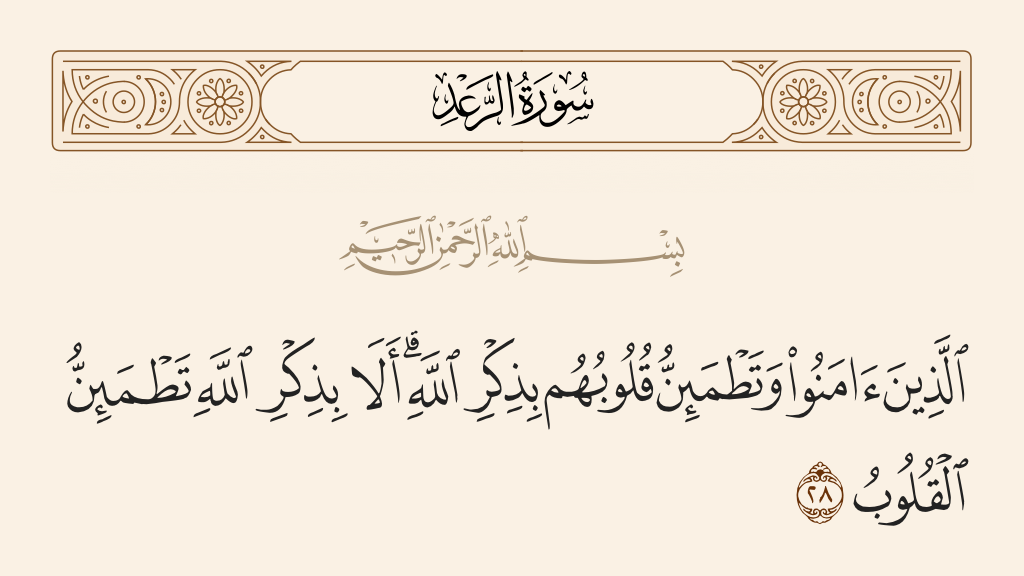 سُورَةُ الرَّعْدِ
بِسْمِ ٱللَّهِ ٱلرَّحْمَٰنِ ٱلرَّحِيمِ
ٱلَّذِينَ ءَامَنُوا۟ وَتَطْمَئِنُّ قُلُوبُهُم بِذِكْرِ ٱللَّهِ ۗ أَلَا بِذِكْرِ ٱللَّهِ تَطْمَئِنُّ
ٱلْقُلُوبُ ٢٨